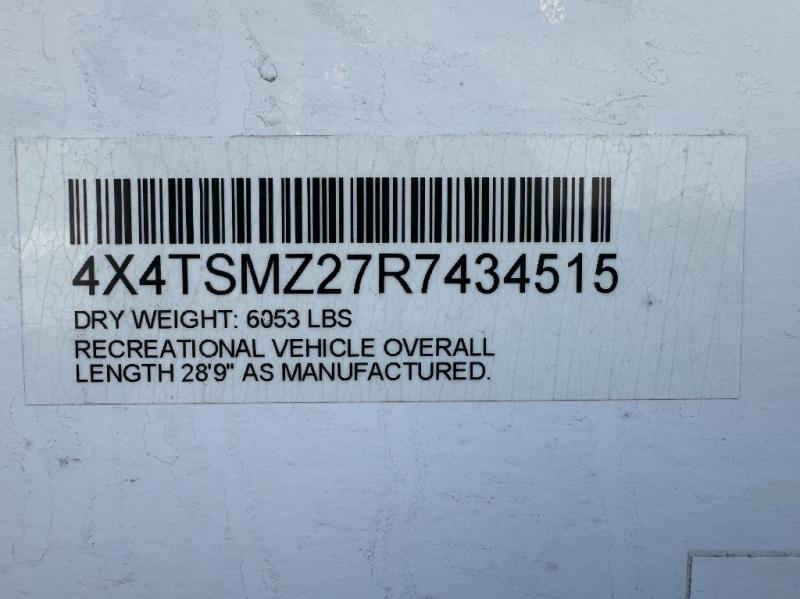 4X4TSMZ27R7434515
DRY WEIGHT: 6053 LBS
RECREATIONAL VEHICLE OVERALL
LENGTH 28'9" AS MANUFACTURED.